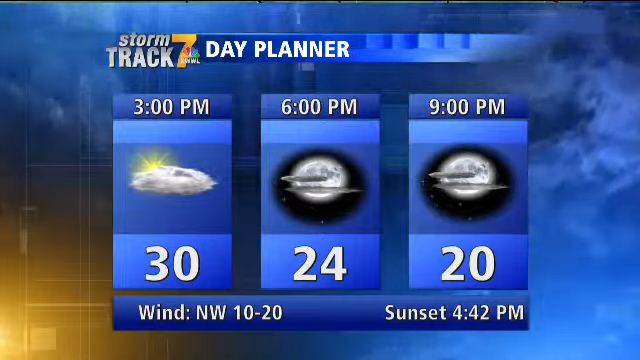 storm
TRACK 7 KWWL DAY PLANNER
3:00 PM 6:00 PM 9:00 PM
30 24 20
Wind: NW 10-20 Sunset 4:42 PM